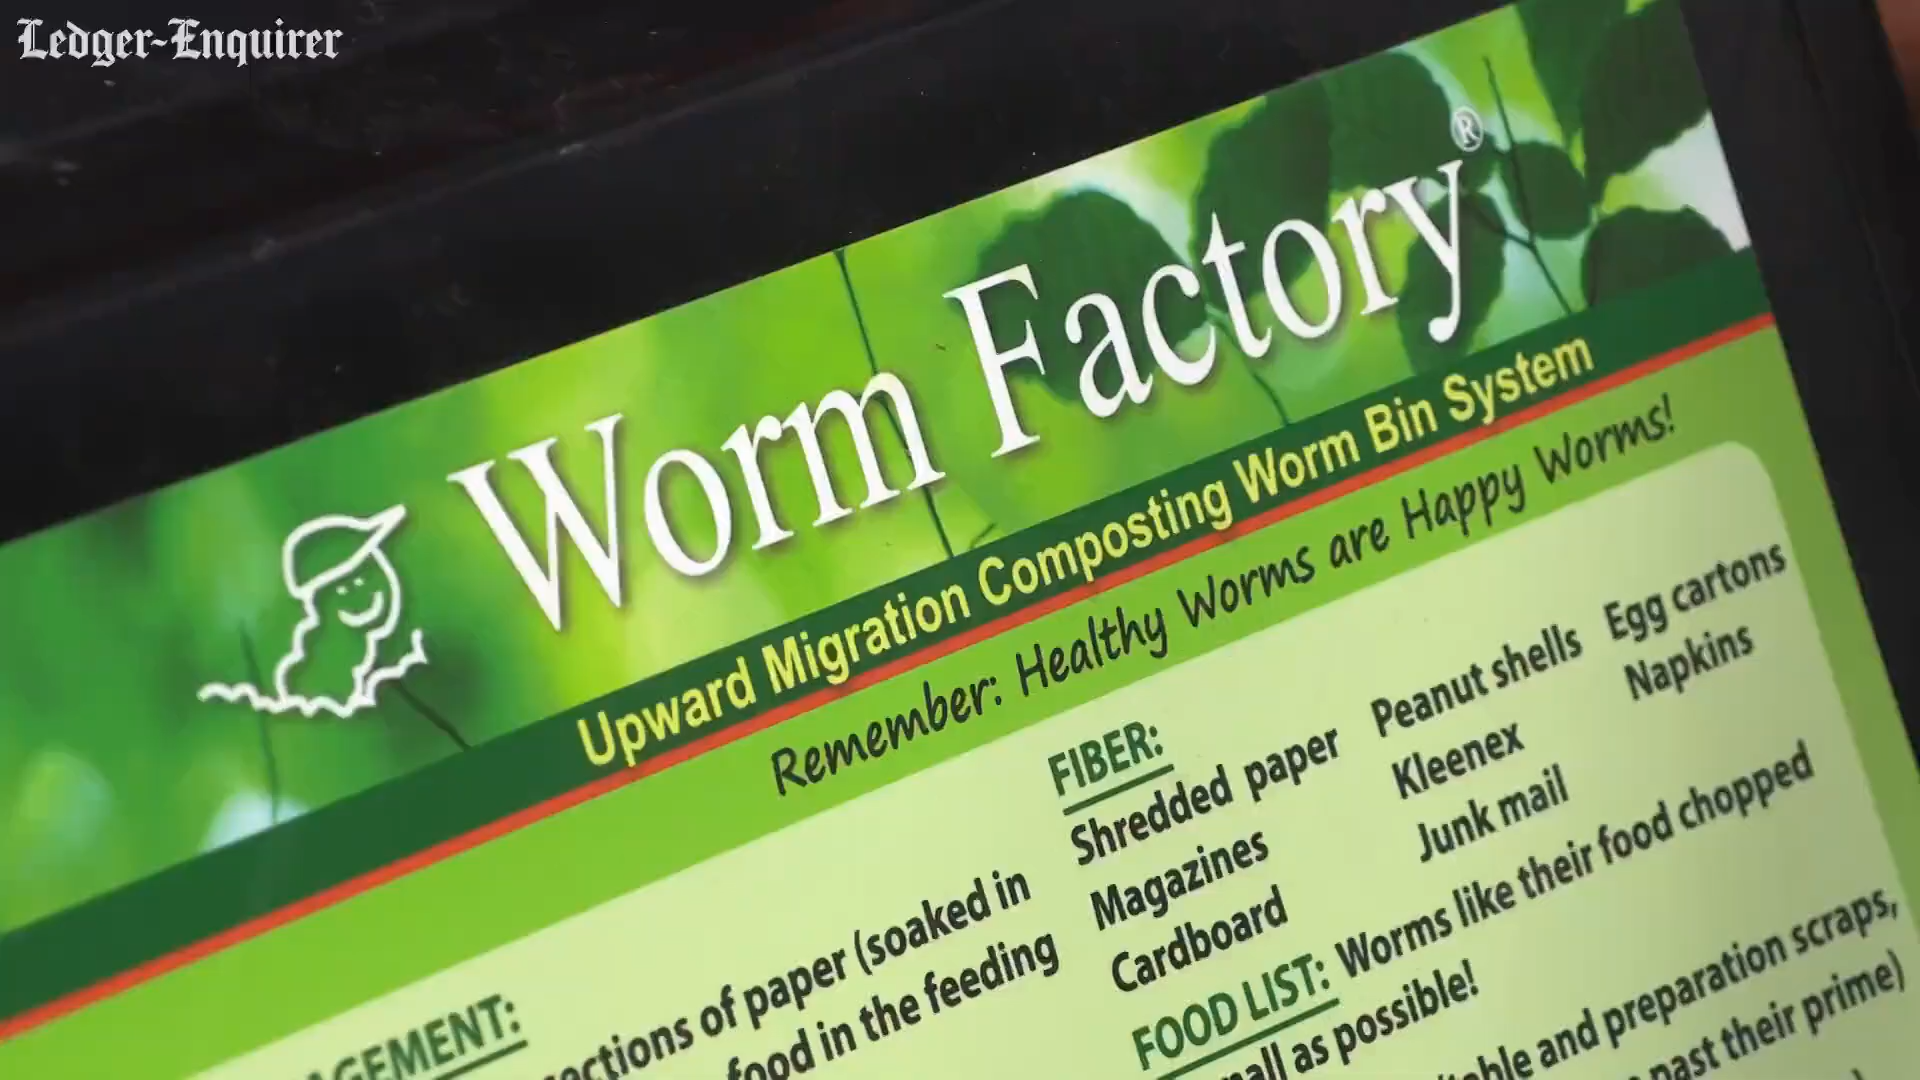 Ledger-Enquirer
Worm Factory®
Upward Migration Composting Worm Bin System
Remember: Healthy Worms are Happy Worms!
FIBER:
Shredded paper
Magazines
Cardboard
Peanut shells
Kleenex
Junk mail
Egg cartons
Napkins
FOOD LIST: Worms like their food chopped
as possible!
and preparation scraps,
past their prime)
of paper (soaked in
food in the feeding